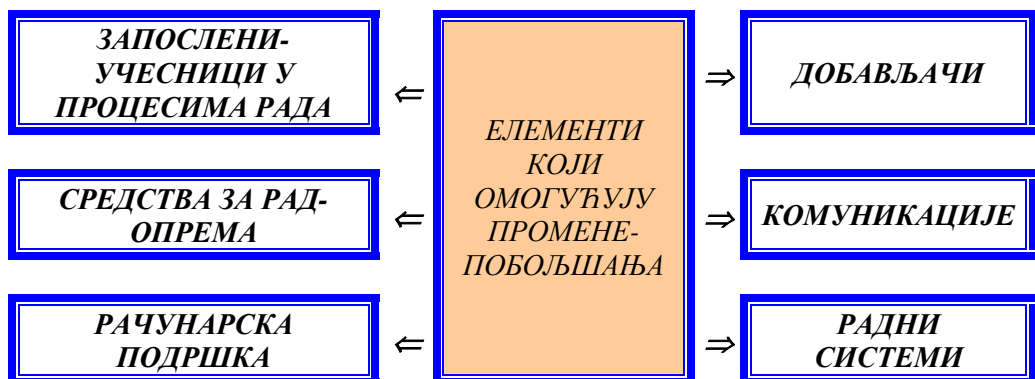 ЗАПОСЛЕНИ-
УЧЕСНИЦИ У
ПРОЦЕСИМА РАДА
⇐
ЕЛЕМЕНТИ
КОЈИ
ОМОГУЋУЈУ
ПРОМЕНЕ-
ПОБОЉШАЊА
⇒
ДОБАВЉАЧИ
СРЕДСТВА ЗА РАД-
ОПРЕМА
⇐
⇒
КОМУНИКАЦИЈЕ
РАЧУНАРСКА
ПОДРШКА
⇐
⇒
РАДНИ
СИСТЕМИ